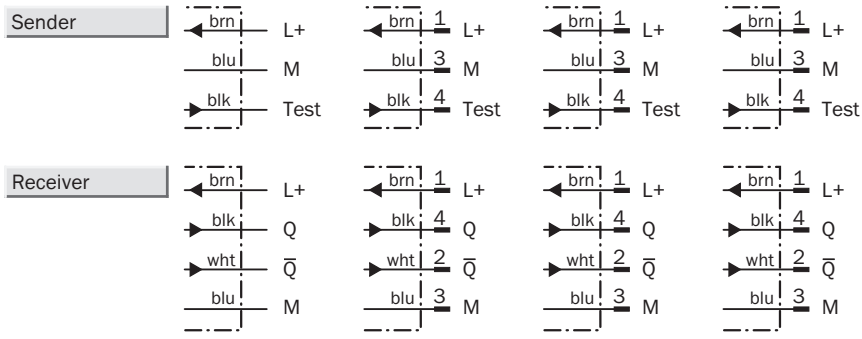 Sender
brn L+ brn 1 L+ brn 1 L+ brn 1 L+
blu M blu 3 M blu 3 M blu 3 M
blk Test blk 4 Test blk 4 Test blk 4 Test
Receiver
brn L+ brn 1 L+ brn 1 L+ brn 1 L+
blk Q blk 4 Q blk 4 Q blk 4 Q
wht Q̅ wht 2 Q̅ wht 2 Q̅ wht 2 Q̅
blu M blu 3 M blu 3 M blu 3 M